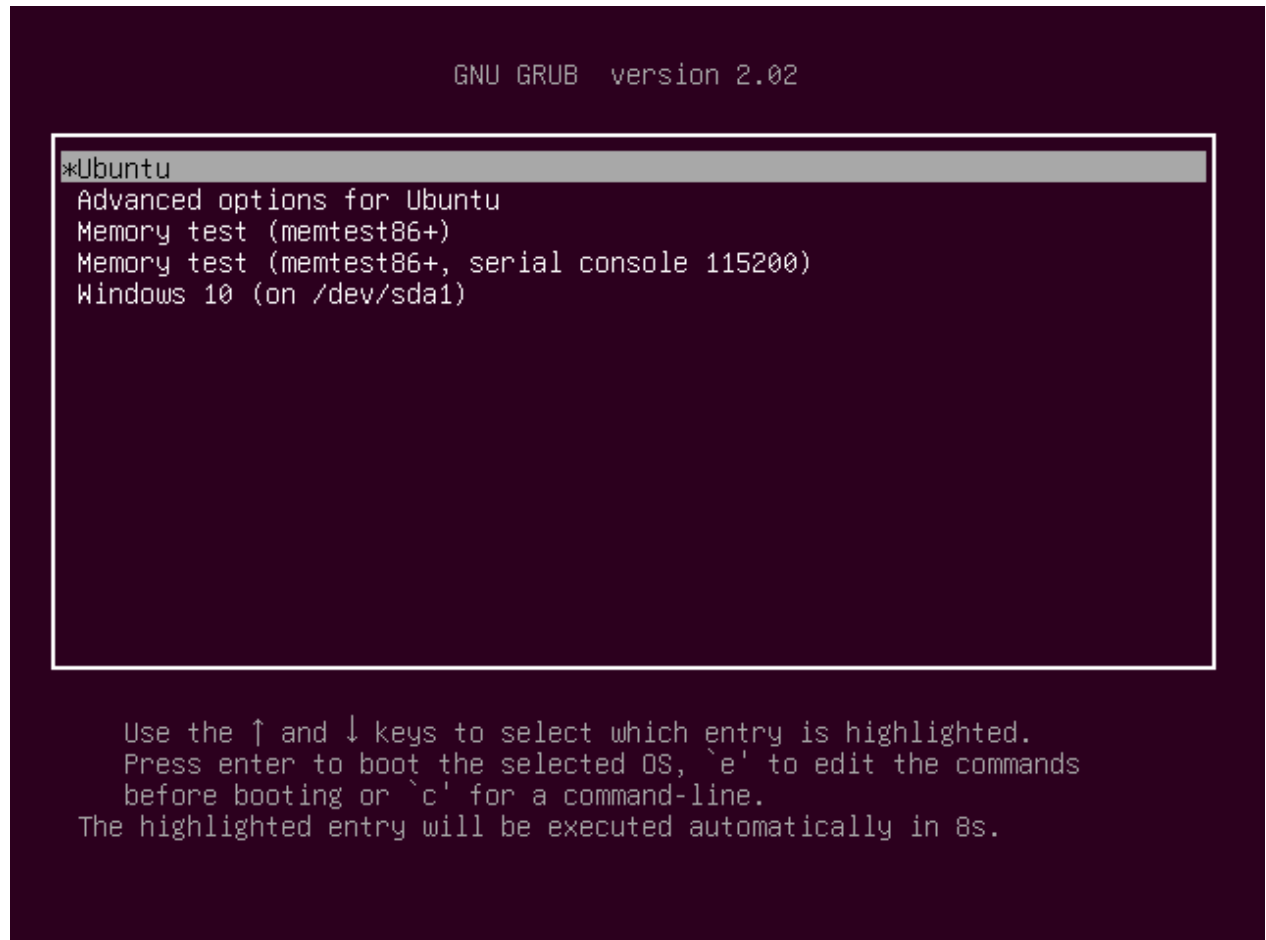 GNU GRUB  version 2.02
*Ubuntu
Advanced options for Ubuntu
Memory test (memtest86+)
Memory test (memtest86+, serial console 115200)
Windows 10 (on /dev/sda1)
Use the ↑ and ↓ keys to select which entry is highlighted.
Press enter to boot the selected OS, `e' to edit the commands
before booting or `c' for a command-line.
The highlighted entry will be executed automatically in 8s.